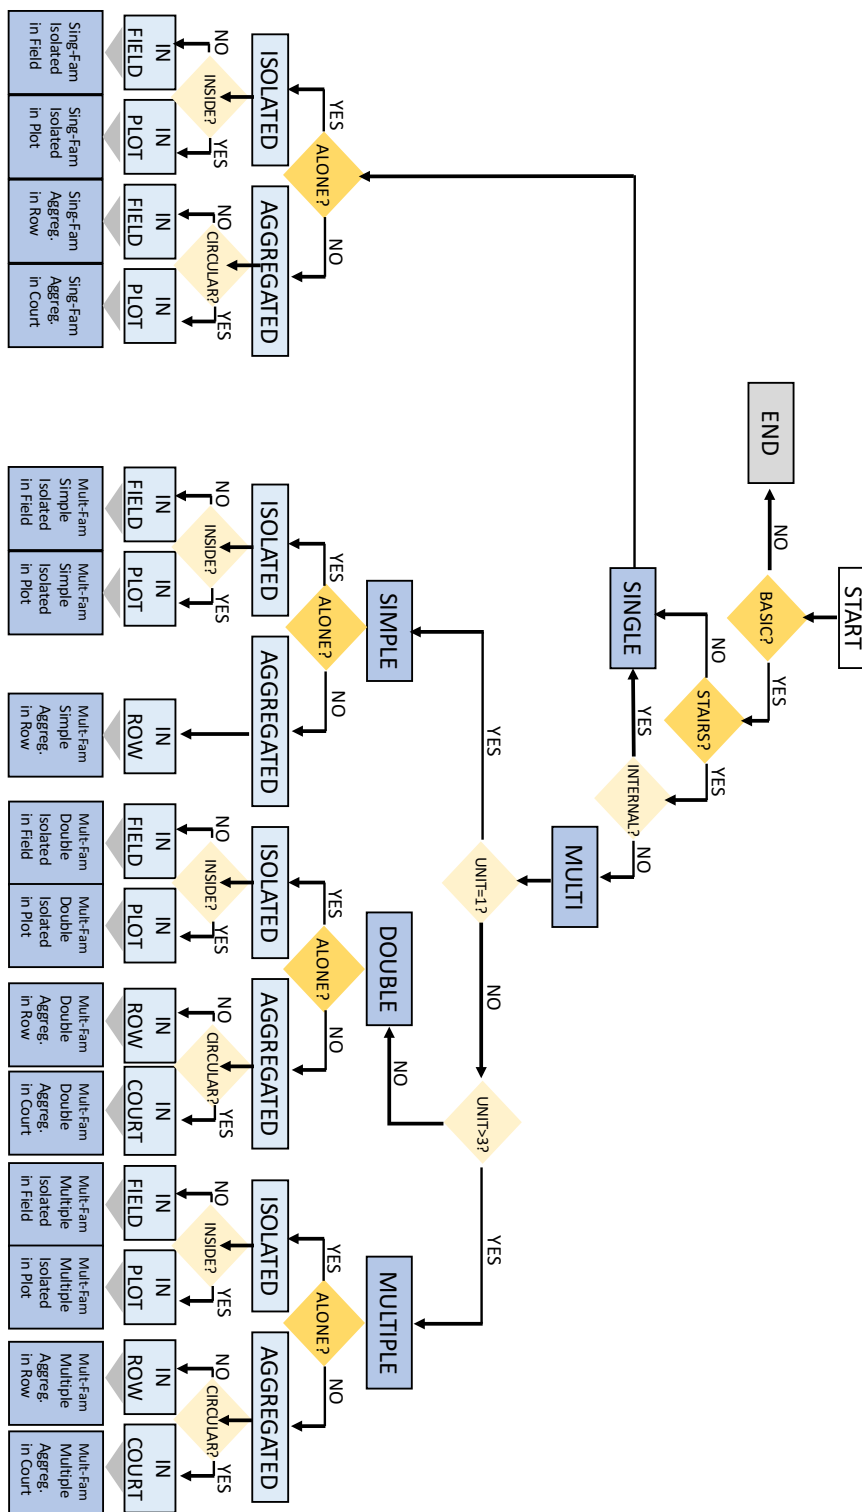 START
BASIC?
NO
YES
END
STAIRS?
NO
YES
SINGLE
INTERNAL?
YES
NO
MULTI
UNIT=1?
YES
NO
UNIT>3?
NO
YES
SIMPLE
DOUBLE
MULTIPLE
ALONE?
YES
NO
ISOLATED
AGGREGATED
INSIDE?
NO
YES
CIRCULAR?
NO
YES
IN
FIELD
IN
PLOT
IN
FIELD
IN
PLOT
Sing-Fam
Isolated
in Field
Sing-Fam
Isolated
in Plot
Sing-Fam
Aggreg.
in Row
Sing-Fam
Aggreg.
in Court
ALONE?
YES
NO
ISOLATED
AGGREGATED
INSIDE?
NO
YES
IN
FIELD
IN
PLOT
IN
ROW
Mult-Fam
Simple
Isolated
in Field
Mult-Fam
Simple
Isolated
in Plot
Mult-Fam
Simple
Aggreg.
in Row
ALONE?
YES
NO
ISOLATED
AGGREGATED
INSIDE?
NO
YES
CIRCULAR?
NO
YES
IN
FIELD
IN
PLOT
IN
ROW
IN
COURT
Mult-Fam
Double
Isolated
in Field
Mult-Fam
Double
Isolated
in Plot
Mult-Fam
Double
Aggreg.
in Row
Mult-Fam
Double
Aggreg.
in Court
ALONE?
YES
NO
ISOLATED
AGGREGATED
INSIDE?
NO
YES
CIRCULAR?
NO
YES
IN
FIELD
IN
PLOT
IN
ROW
IN
COURT
Mult-Fam
Multiple
Isolated
in Field
Mult-Fam
Multiple
Isolated
in Plot
Mult-Fam
Multiple
Aggreg.
in Row
Mult-Fam
Multiple
Aggreg.
in Court